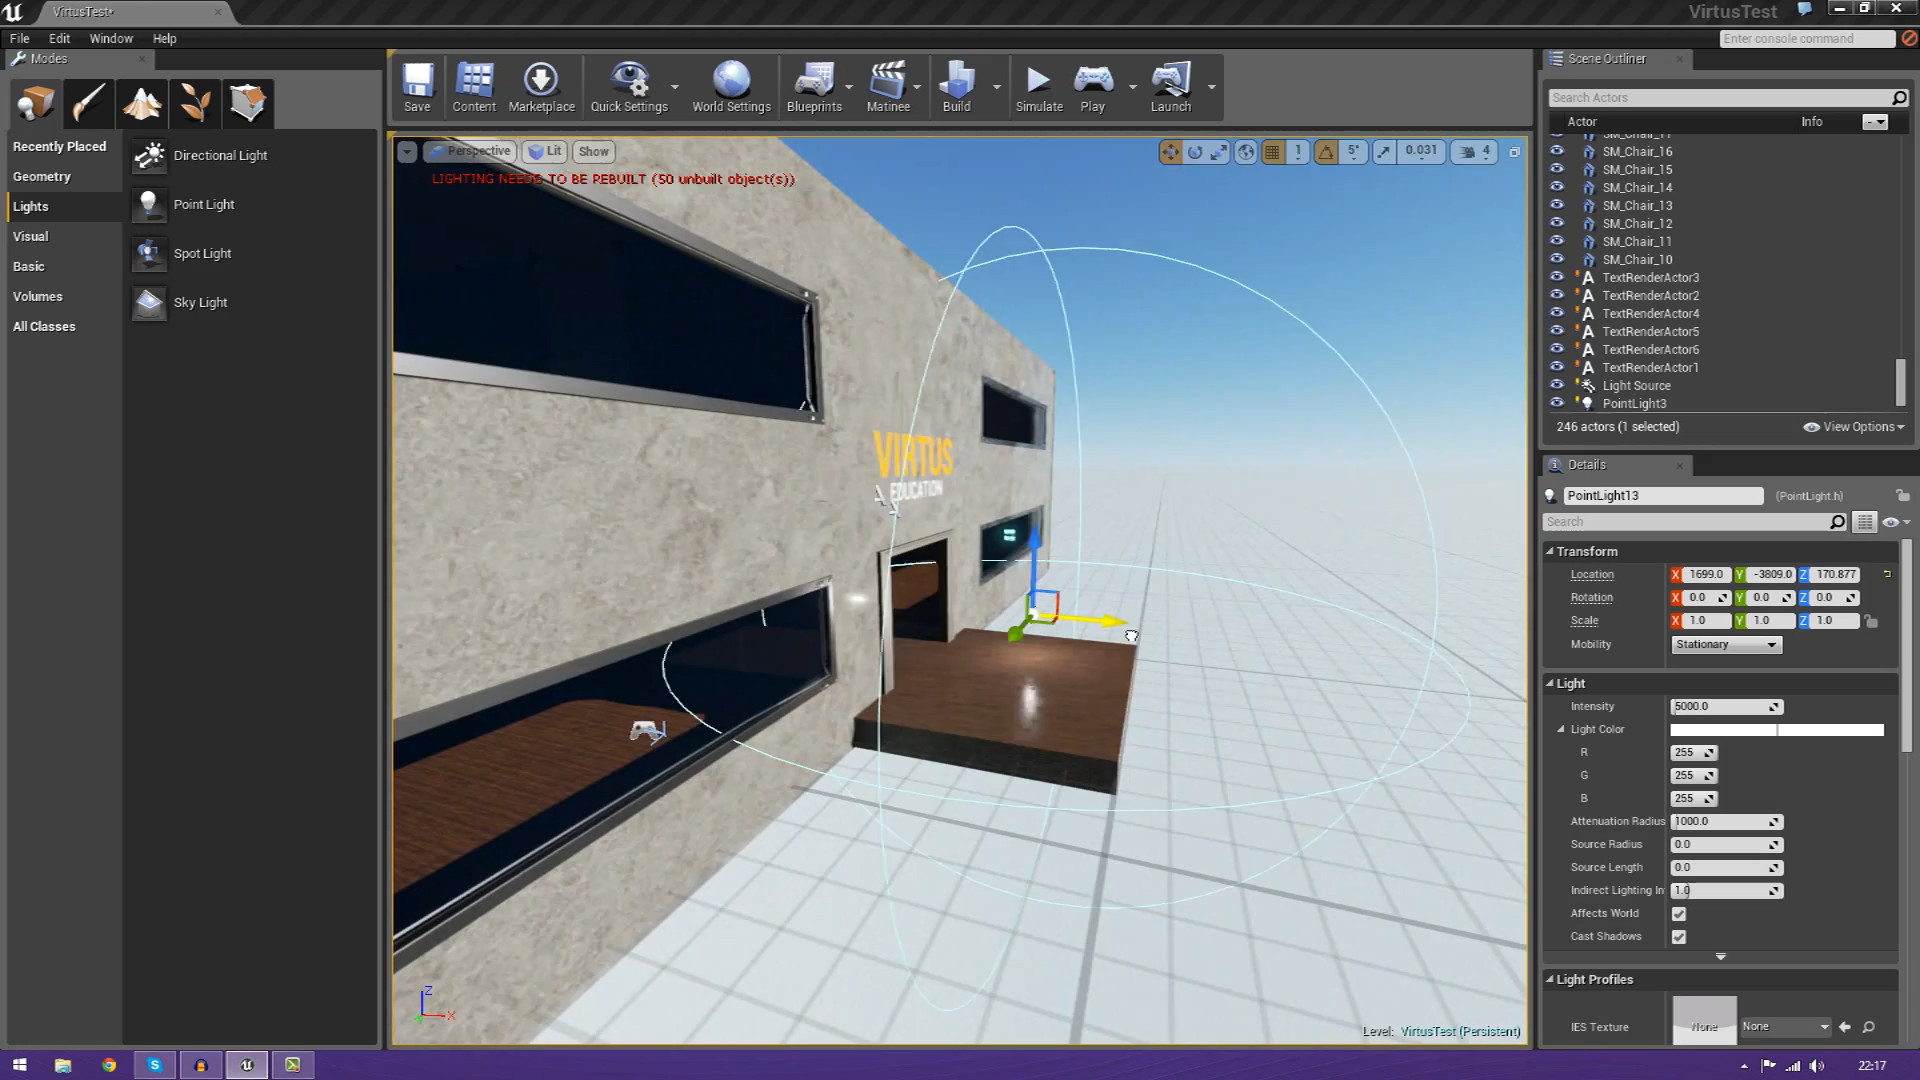 VirtusTest•
VirtusTest
File Edit Window Help
Enter console command
Modes
Save
Content
Marketplace
Quick Settings
World Settings
Blueprints
Matinee
Build
Simulate
Play
Launch
Scene Outliner
Search Actors
Actor Info
Recently Placed
Geometry
Lights
Visual
Basic
Volumes
All Classes
Directional Light
Point Light
Spot Light
Sky Light
Perspective Lit Show
1 5° 0.031 4
LIGHTING NEEDS TO BE REBUILT (50 unbuilt object(s))
VIRTUS
EDUCATION
Z
X
Level: VirtusTest (Persistent)
SM_Chair_17
SM_Chair_16
SM_Chair_15
SM_Chair_14
SM_Chair_13
SM_Chair_12
SM_Chair_11
SM_Chair_10
A TextRenderActor3
A TextRenderActor2
A TextRenderActor4
A TextRenderActor5
A TextRenderActor6
A TextRenderActor1
Light Source
PointLight3
246 actors (1 selected) View Options
Details
PointLight13 (PointLight.h)
Search
Transform
Location X 1699.0 Y -3809.0 Z 170.877
Rotation X 0.0 Y 0.0 Z 0.0
Scale X 1.0 Y 1.0 Z 1.0
Mobility Stationary
Light
Intensity 5000.0
Light Color
R 255
G 255
B 255
Attenuation Radius 1000.0
Source Radius 0.0
Source Length 0.0
Indirect Lighting In 1.0
Affects World
Cast Shadows
Light Profiles
IES Texture None None
22:17